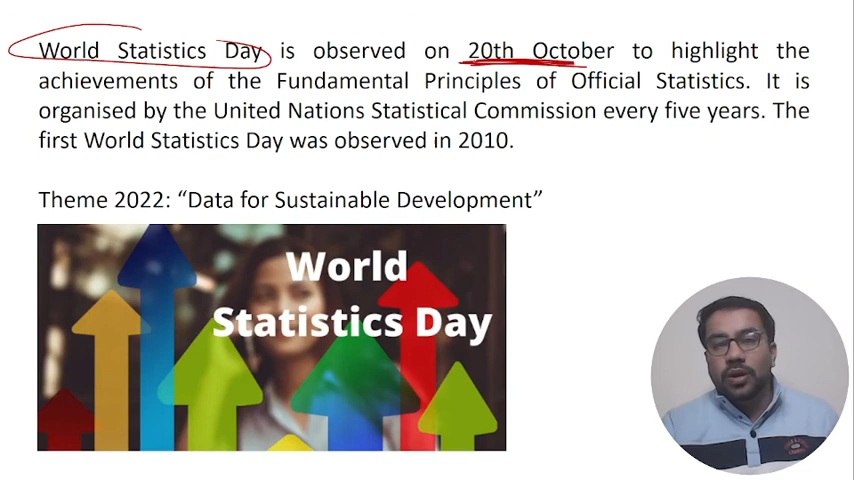 World Statistics Day is observed on 20th October to highlight the
achievements of the Fundamental Principles of Official Statistics. It is
organised by the United Nations Statistical Commission every five years. The
first World Statistics Day was observed in 2010.
Theme 2022: “Data for Sustainable Development”
World
Statistics Day